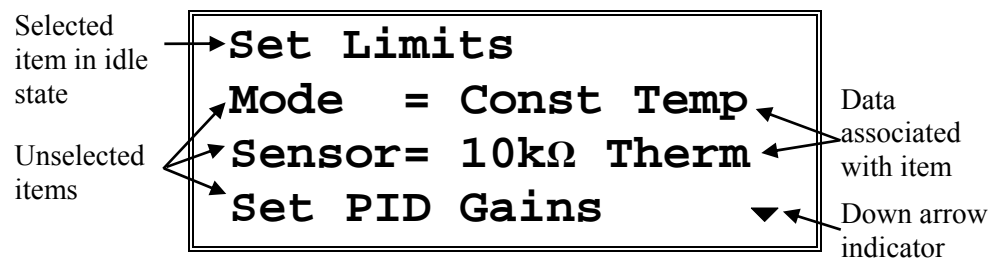 Selected
item in idle
state
Unselected
items
Set Limits
Mode  = Const Temp
Sensor= 10kΩ Therm
Set PID Gains
Data
associated
with item
Down arrow
indicator